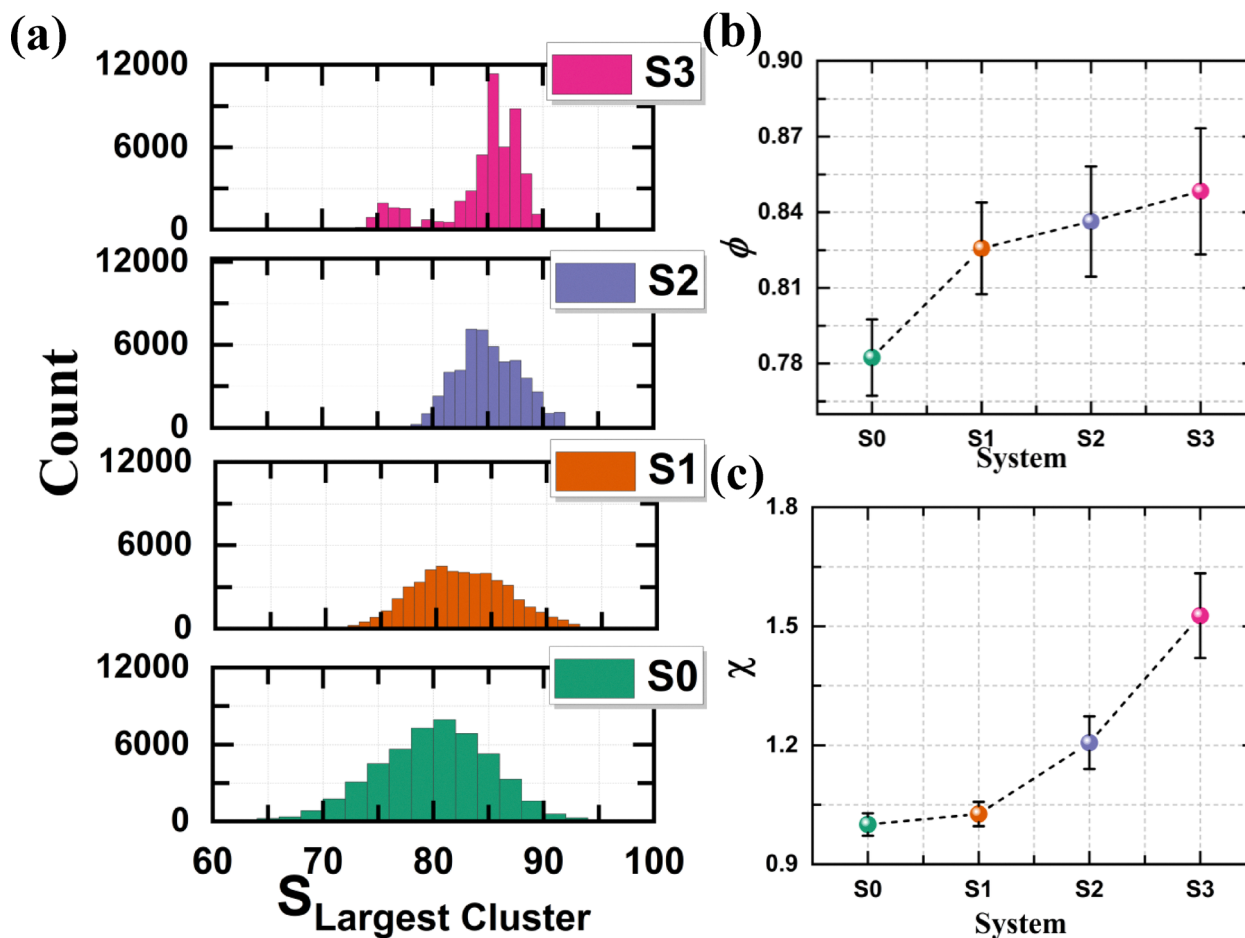 (a)
Count
12000
6000
0
S3
12000
6000
0
S2
12000
6000
0
S1
12000
6000
0
S0
60 70 80 90 100
S Largest Cluster
(b)
ϕ
0.90
0.87
0.84
0.81
0.78
S0 S1 S2 S3
System
(c)
χ
1.8
1.5
1.2
0.9
S0 S1 S2 S3
System